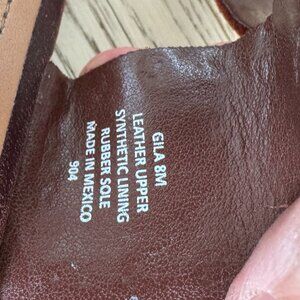 GILA 8M
LEATHER UPPER
SYNTHETIC LINING
RUBBER SOLE
MADE IN MEXICO
904